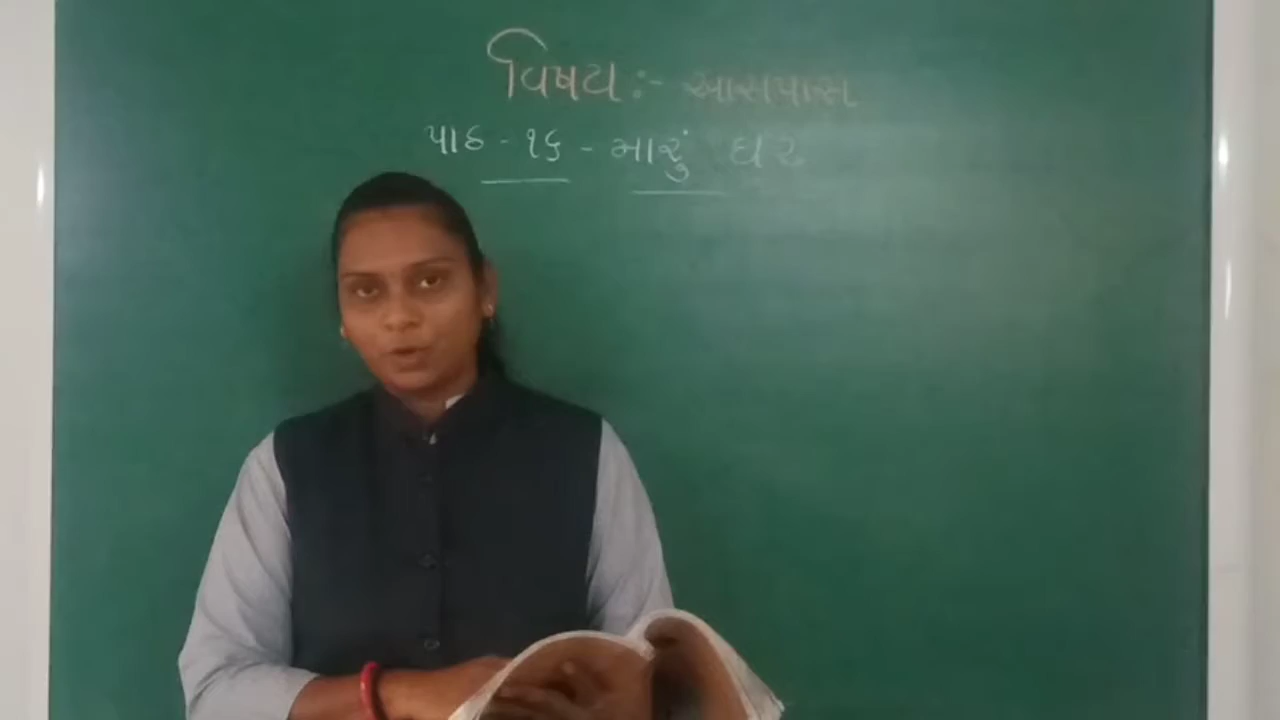 વિષય :- આસપાસ
પાઠ - ૧૬ - મારું ઘર